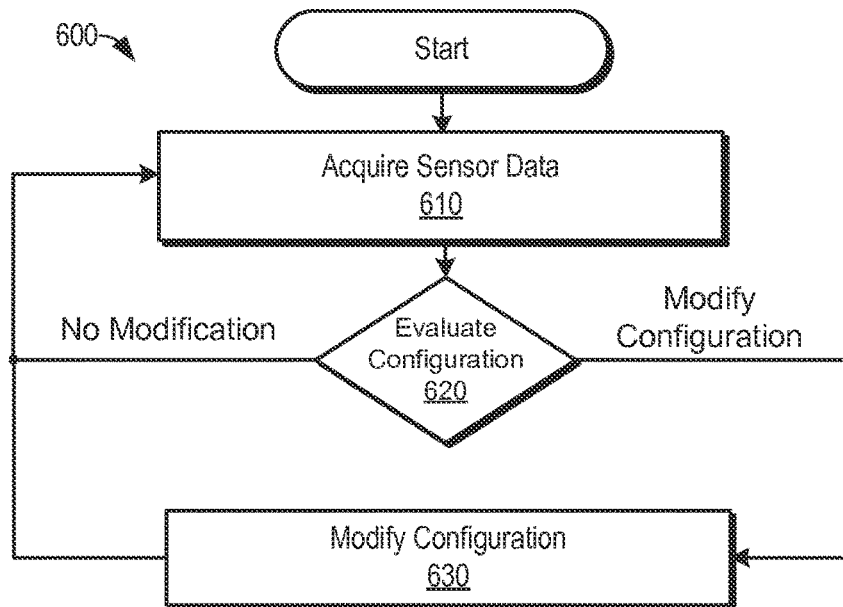 600
Start
Acquire Sensor Data
610
No Modification
Evaluate
Configuration
620
Modify
Configuration
Modify Configuration
630